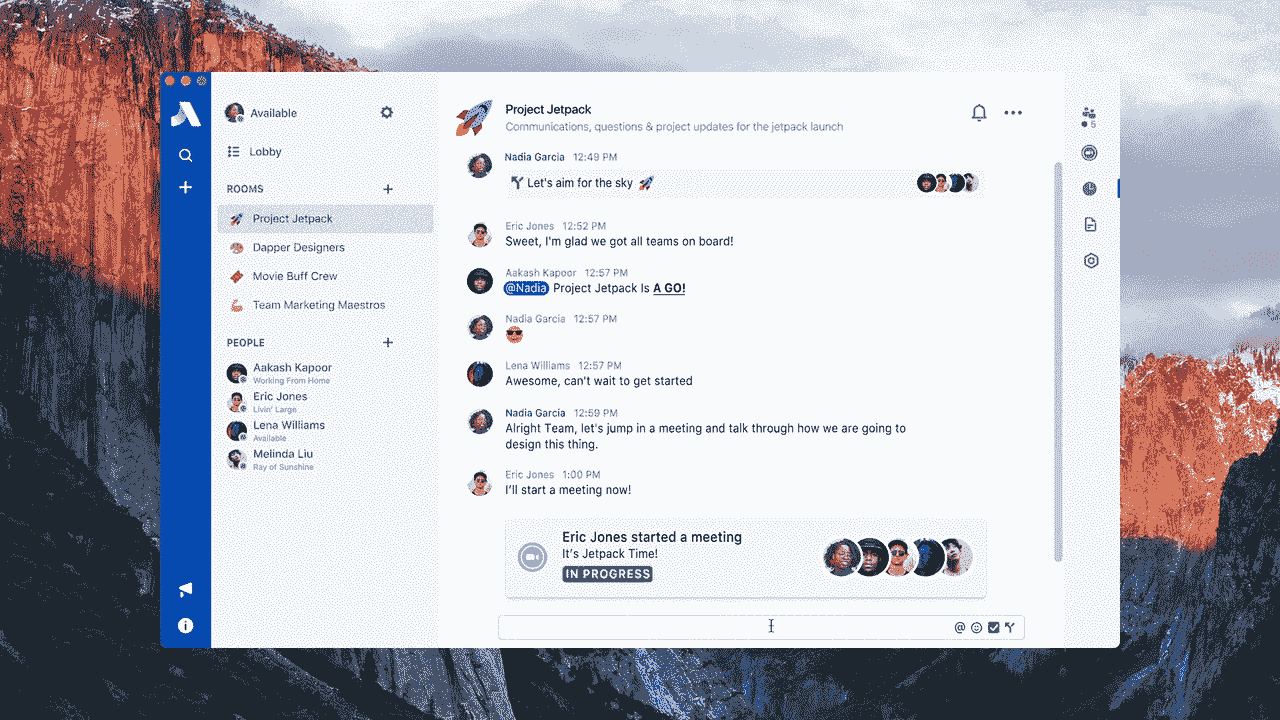 Available
Lobby
ROOMS
Project Jetpack
Dapper Designers
Movie Buff Crew
Team Marketing Maestros
PEOPLE
Aakash Kapoor
Working From Home
Eric Jones
Livin' Large
Lena Williams
Available
Melinda Liu
Ray of Sunshine
Project Jetpack
Communications, questions & project updates for the jetpack launch
Nadia Garcia 12:49 PM
Let's aim for the sky 🚀
Eric Jones 12:52 PM
Sweet, I'm glad we got all teams on board!
Aakash Kapoor 12:57 PM
@Nadia Project Jetpack Is A GO!
Nadia Garcia 12:57 PM
😎
Lena Williams 12:57 PM
Awesome, can't wait to get started
Nadia Garcia 12:59 PM
Alright Team, let's jump in a meeting and talk through how we are going to
design this thing.
Eric Jones 1:00 PM
I'll start a meeting now!
Eric Jones started a meeting
It's Jetpack Time!
IN PROGRESS
@
5